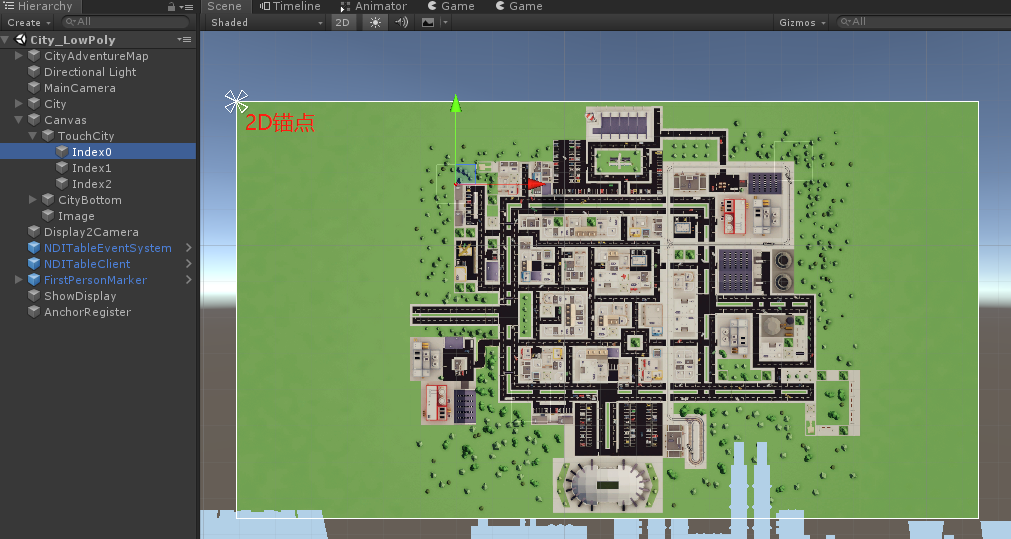 Hierarchy
Create
All
City_LowPoly
CityAdventureMap
Directional Light
MainCamera
City
Canvas
TouchCity
Index0
Index1
Index2
CityBottom
Image
Display2Camera
NDITableEventSystem
NDITableClient
FirstPersonMarker
ShowDisplay
AnchorRegister
Scene Timeline Animator Game Game
Shaded 2D Gizmos All
2D锚点